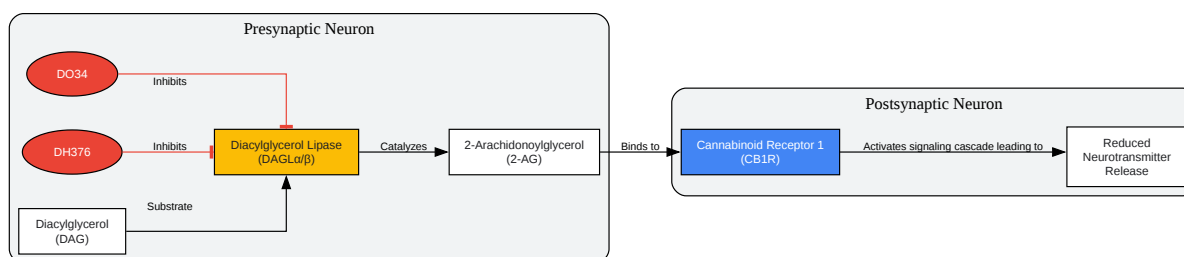 Presynaptic Neuron
DO34
Inhibits
DH376
Inhibits
Diacylglycerol Lipase
(DAGLα/β)
Catalyzes
2-Arachidonoylglycerol
(2-AG)
Substrate
Diacylglycerol
(DAG)
Binds to
Postsynaptic Neuron
Cannabinoid Receptor 1
(CB1R)
Activates signaling cascade leading to
Reduced
Neurotransmitter
Release